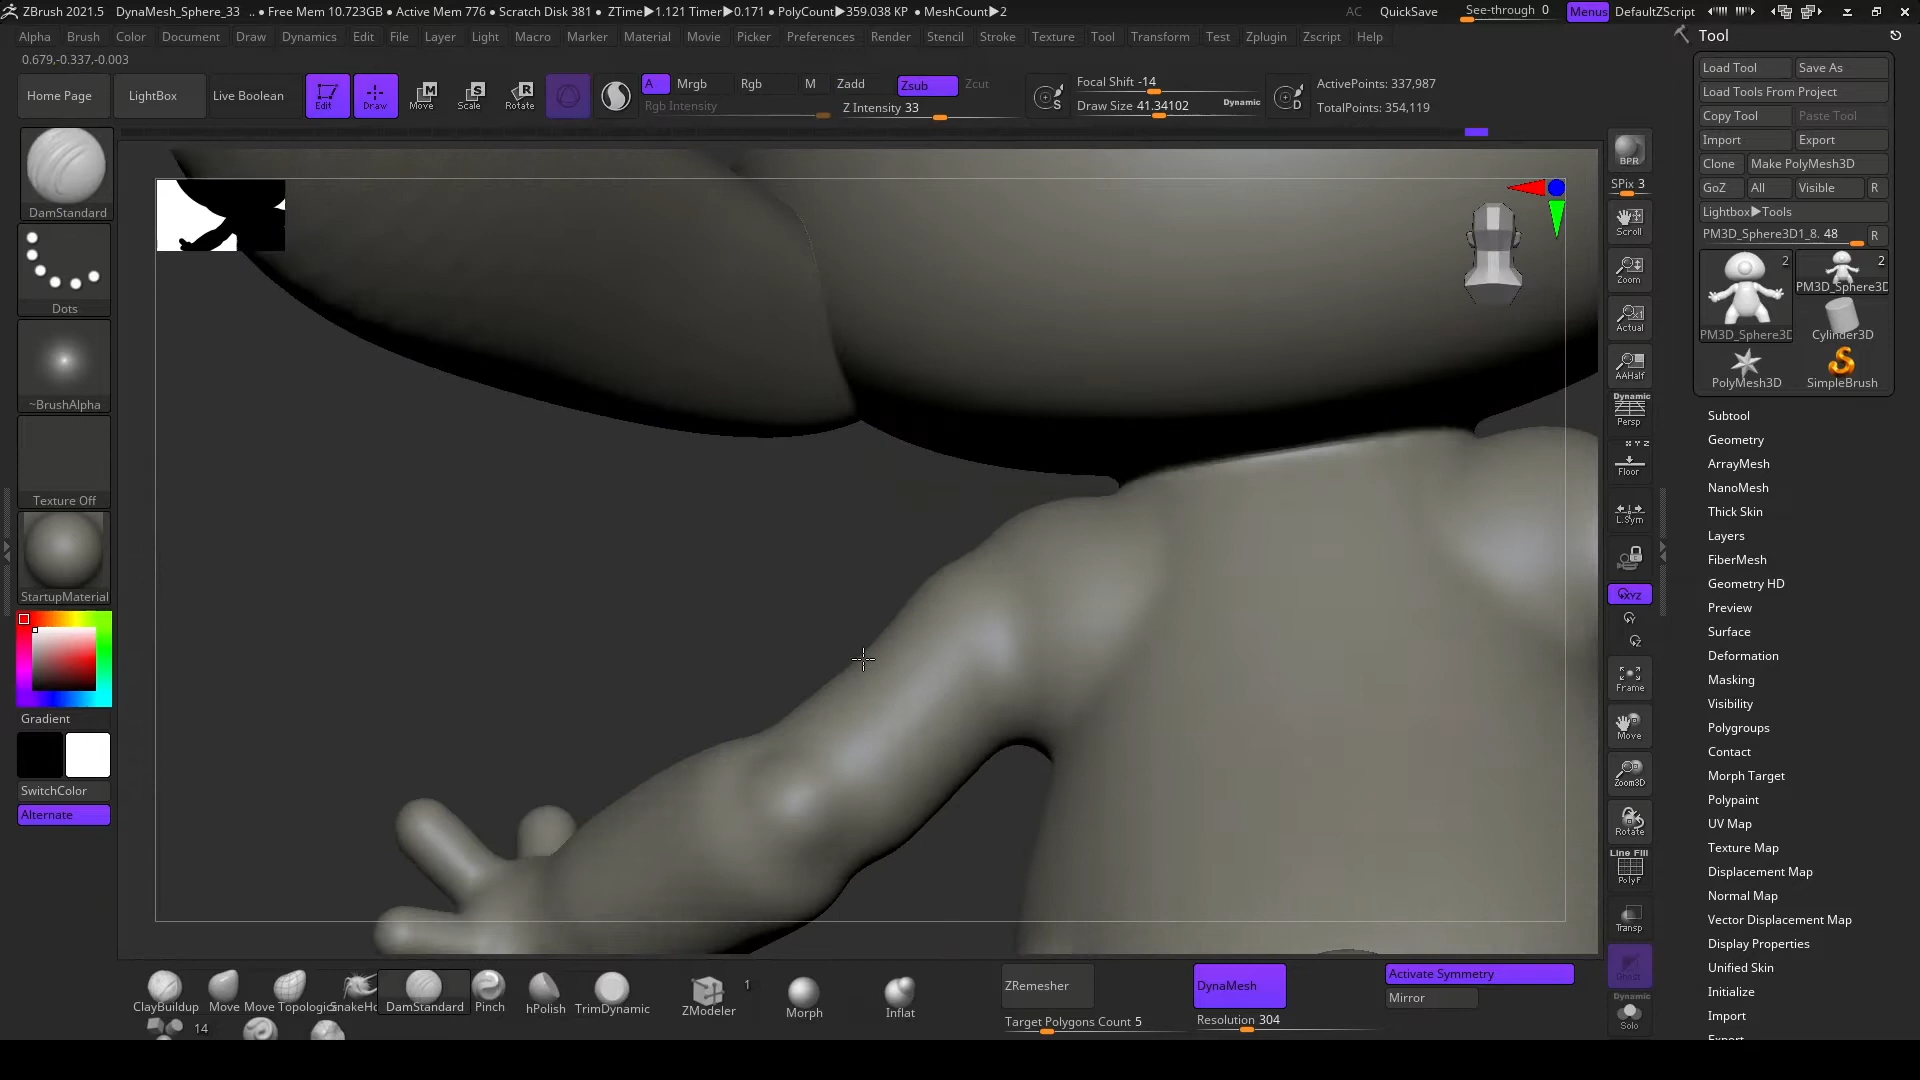 ZBrush 2021.5 DynaMesh_Sphere_33 .. ● Free Mem 10.723GB ● Active Mem 776 ● Scratch Disk 381 ● ZTime▶1.121 Timer▶0.171 ● PolyCount▶359.038 KP ● MeshCount▶2 AC QuickSave See-through 0 Menus DefaultZScript
Alpha Brush Color Document Draw Dynamics Edit File Layer Light Macro Marker Material Movie Picker Preferences Render Stencil Stroke Texture Tool Transform Test Zplugin Zscript Help
0.679,-0.337,-0.003
Home Page LightBox Live Boolean Edit Draw Move Scale Rotate
A Mrgb Rgb M Zadd Zsub Zcut
Rgb Intensity Z Intensity 33
S Focal Shift -14
Draw Size 41.34102 Dynamic
D ActivePoints: 337,987
TotalPoints: 354,119
DamStandard
Dots
~BrushAlpha
Texture Off
StartupMaterial
Gradient
SwitchColor
Alternate
BPR
SPix 3
Scroll
Zoom
Actual
AAHalf
Dynamic
Persp
X Y Z
Floor
L.Sym
XYZ
Y
Z
Frame
Move
Zoom3D
Rotate
Line Fill
PolyF
Transp
Ghost
Dynamic
Solo
Tool
Load Tool Save As
Load Tools From Project
Copy Tool Paste Tool
Import Export
Clone Make PolyMesh3D
GoZ All Visible R
Lightbox▶Tools
PM3D_Sphere3D1_8. 48 R
2 2
PM3D_Sphere3D
PM3D_Sphere3D Cylinder3D
PolyMesh3D SimpleBrush
Subtool
Geometry
ArrayMesh
NanoMesh
Thick Skin
Layers
FiberMesh
Geometry HD
Preview
Surface
Deformation
Masking
Visibility
Polygroups
Contact
Morph Target
Polypaint
UV Map
Texture Map
Displacement Map
Normal Map
Vector Displacement Map
Display Properties
Unified Skin
Initialize
Import
Export
ClayBuildup Move Move Topologic SnakeHo DamStandard Pinch hPolish TrimDynamic ZModeler 1 Morph Inflat
14
ZRemesher
Target Polygons Count 5
DynaMesh
Resolution 304
Activate Symmetry
Mirror